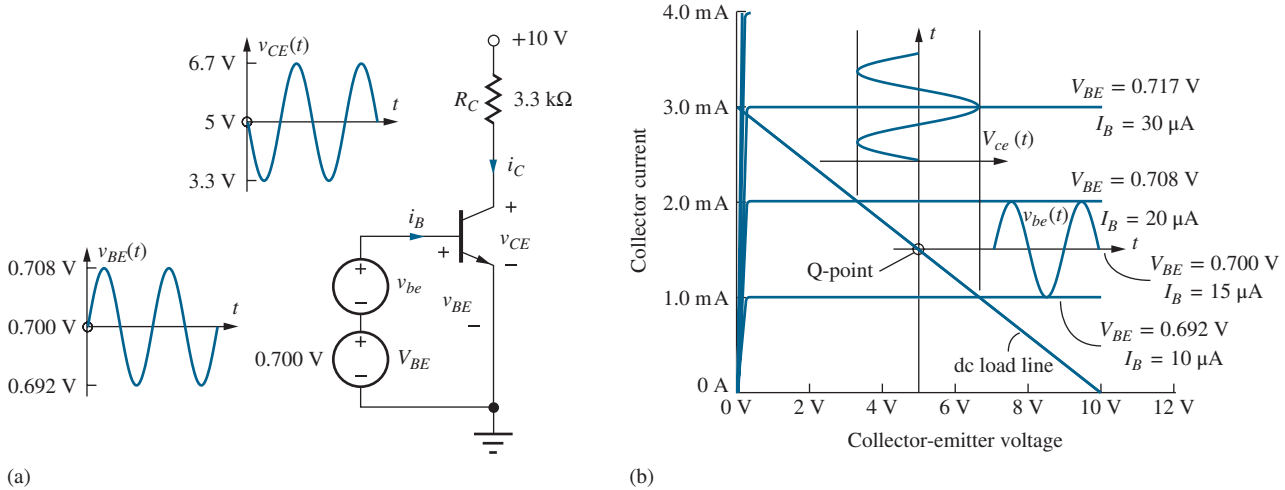 v_CE(t)
6.7 V
5 V
3.3 V
t
+10 V
R_C
3.3 kΩ
i_C
i_B
+
+
v_CE
−
v_BE
−
v_BE(t)
0.708 V
0.700 V
0.692 V
t
+
−
v_be
+
−
0.700 V
V_BE
(a)
Collector current
4.0 mA
3.0 mA
2.0 mA
1.0 mA
0 A
0 V
2 V
4 V
6 V
8 V
10 V
12 V
Collector-emitter voltage
t
V_ce(t)
V_BE = 0.717 V
I_B = 30 μA
V_BE = 0.708 V
I_B = 20 μA
v_be(t)
t
Q-point
V_BE = 0.700 V
I_B = 15 μA
V_BE = 0.692 V
I_B = 10 μA
dc load line
(b)